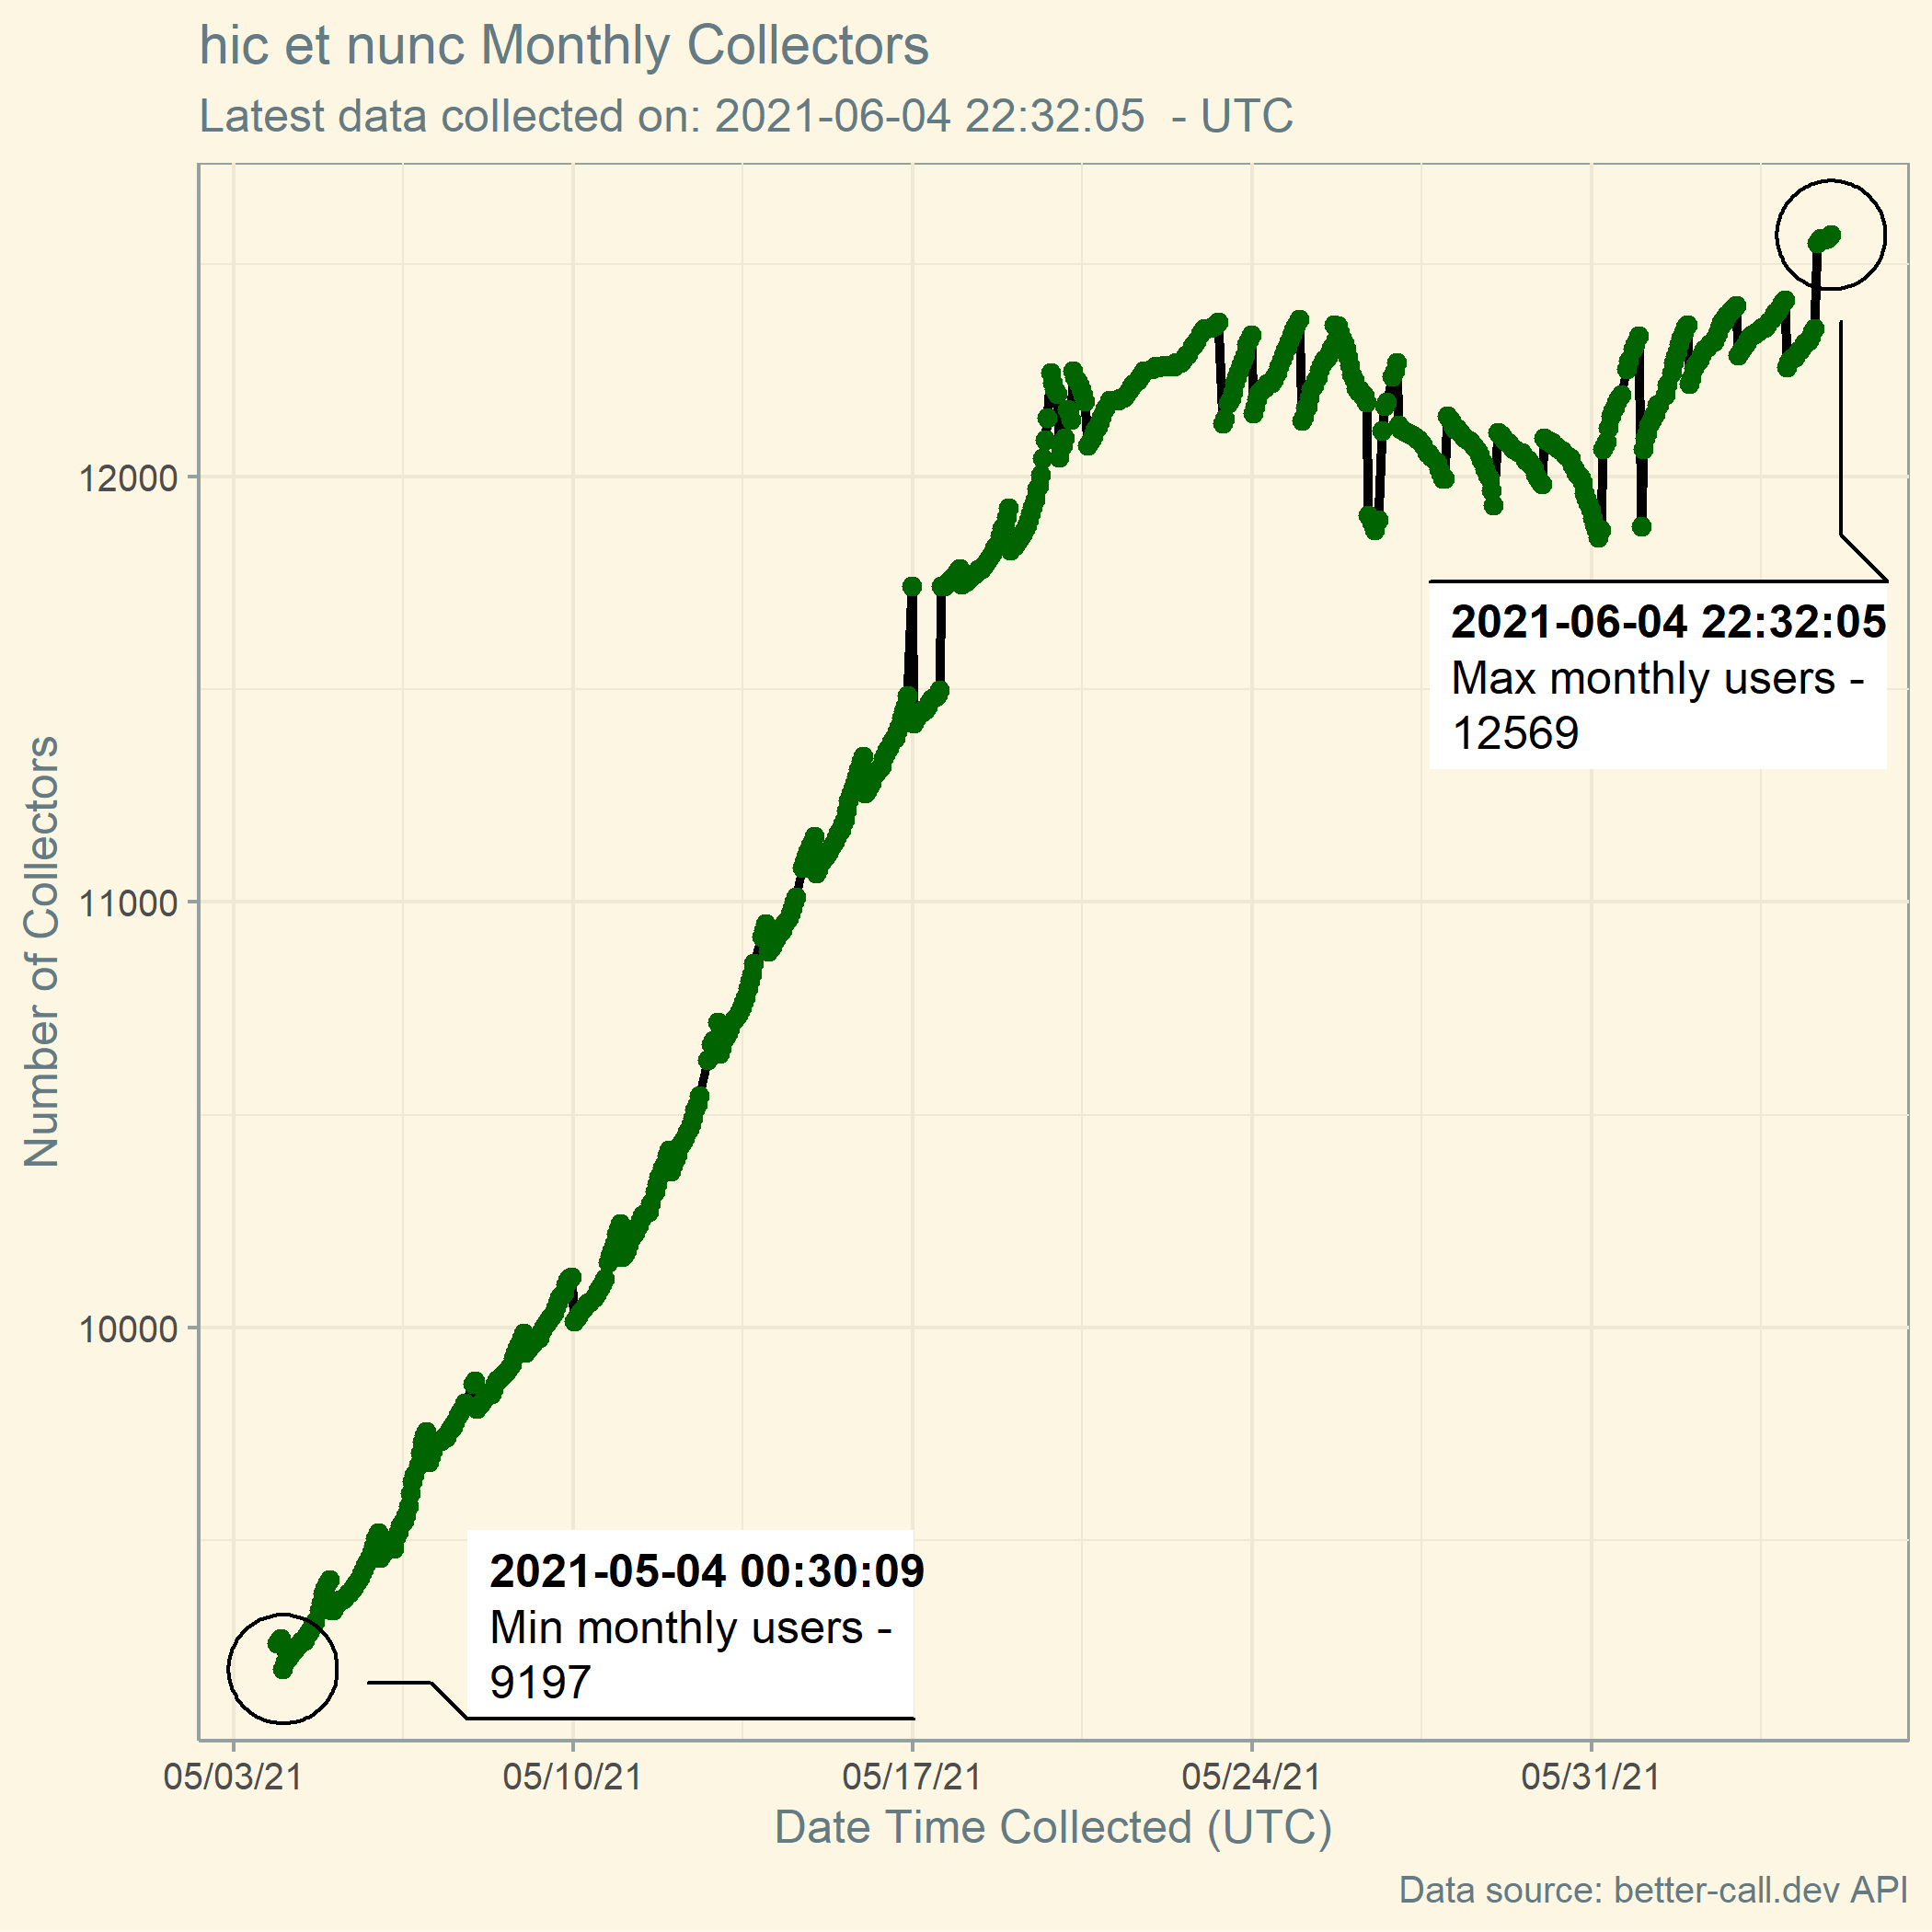 hic et nunc Monthly Collectors
Latest data collected on: 2021-06-04 22:32:05  - UTC
Number of Collectors
12000
11000
10000
2021-06-04 22:32:05
Max monthly users -
12569
2021-05-04 00:30:09
Min monthly users -
9197
05/03/21 05/10/21 05/17/21 05/24/21 05/31/21
Date Time Collected (UTC)
Data source: better-call.dev API